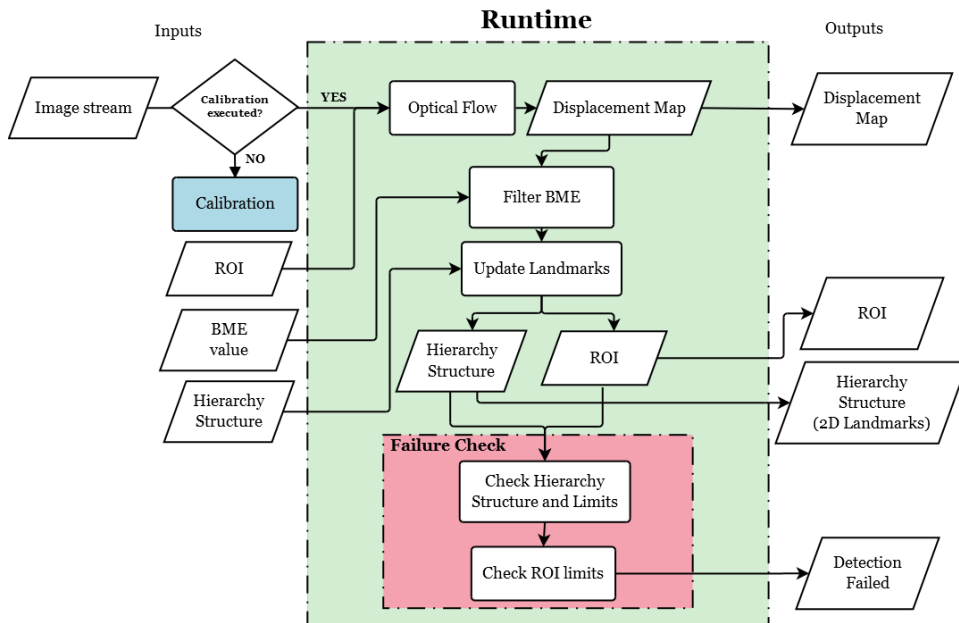 Runtime
Inputs
Outputs
Image stream
Calibration
executed?
YES
NO
Optical Flow
Displacement Map
Displacement
Map
Calibration
Filter BME
ROI
Update Landmarks
BME
value
Hierarchy
Structure
ROI
ROI
Hierarchy
Structure
Hierarchy
Structure
(2D Landmarks)
Failure Check
Check Hierarchy
Structure and Limits
Check ROI limits
Detection
Failed